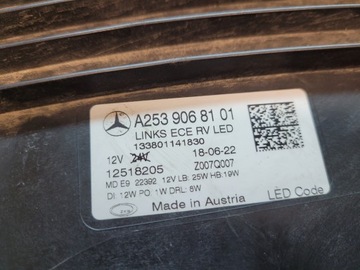 A253 906 81 01
LINKS ECE RV LED
133801141830
12V 24V 18-06-22
12518205 Z007Q007
MD E9 22392 12V LB: 25W HB:19W
DI: 12W PO: 1W DRL: 8W
Made in Austria LED Code